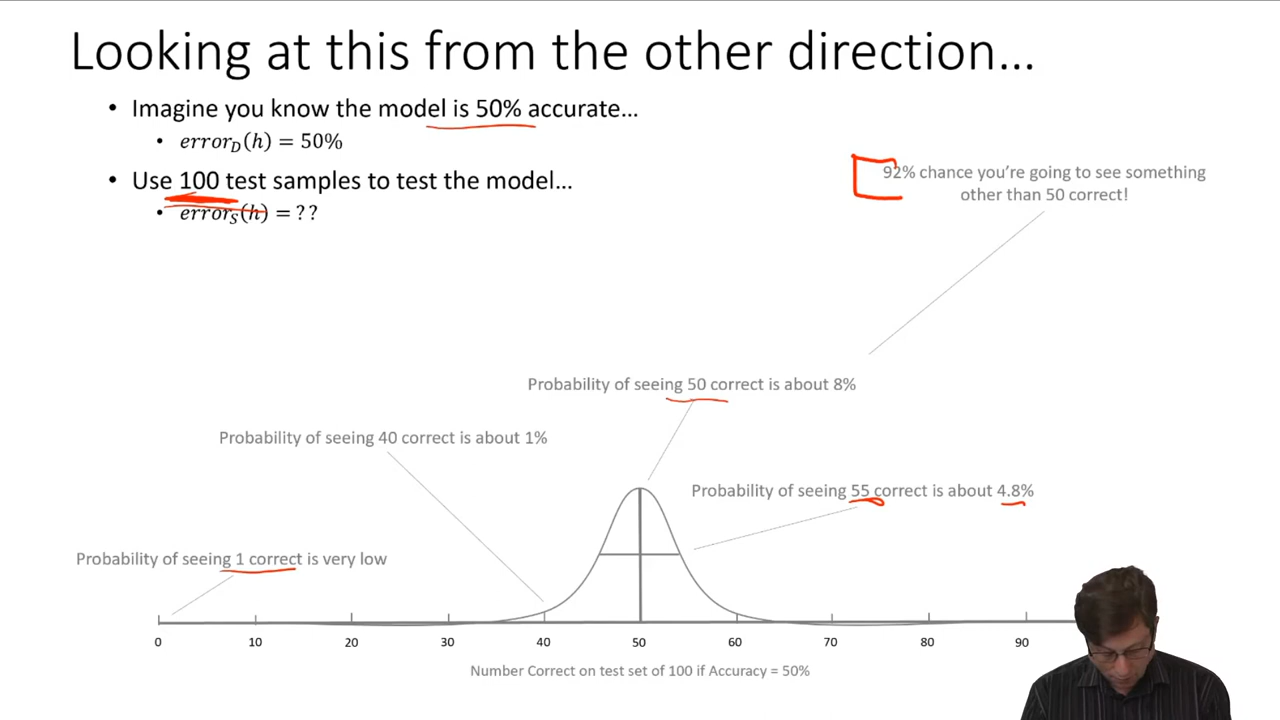 Looking at this from the other direction…
• Imagine you know the model is 50% accurate…
• error_D(h) = 50%
• Use 100 test samples to test the model…
• error_S(h) = ??
92% chance you're going to see something
other than 50 correct!
Probability of seeing 50 correct is about 8%
Probability of seeing 40 correct is about 1%
Probability of seeing 55 correct is about 4.8%
Probability of seeing 1 correct is very low
0 10 20 30 40 50 60 70 80 90
Number Correct on test set of 100 if Accuracy = 50%